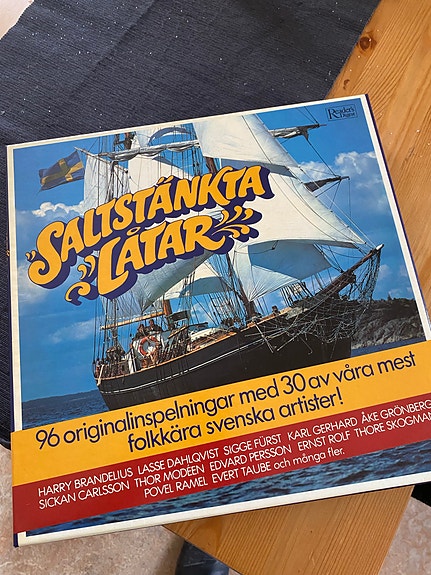 Reader's
Digest
SALTSTÄNKTA
LÅTAR
96 originalinspelningar med 30 av våra mest
folkkära svenska artister!
HARRY BRANDELIUS LASSE DAHLQVIST SIGGE FÜRST KARL GERHARD ÅKE GRÖNBERG
SICKAN CARLSSON THOR MODÉEN EDVARD PERSSON ERNST ROLF THORE SKOGMAN
POVEL RAMEL EVERT TAUBE och många fler.